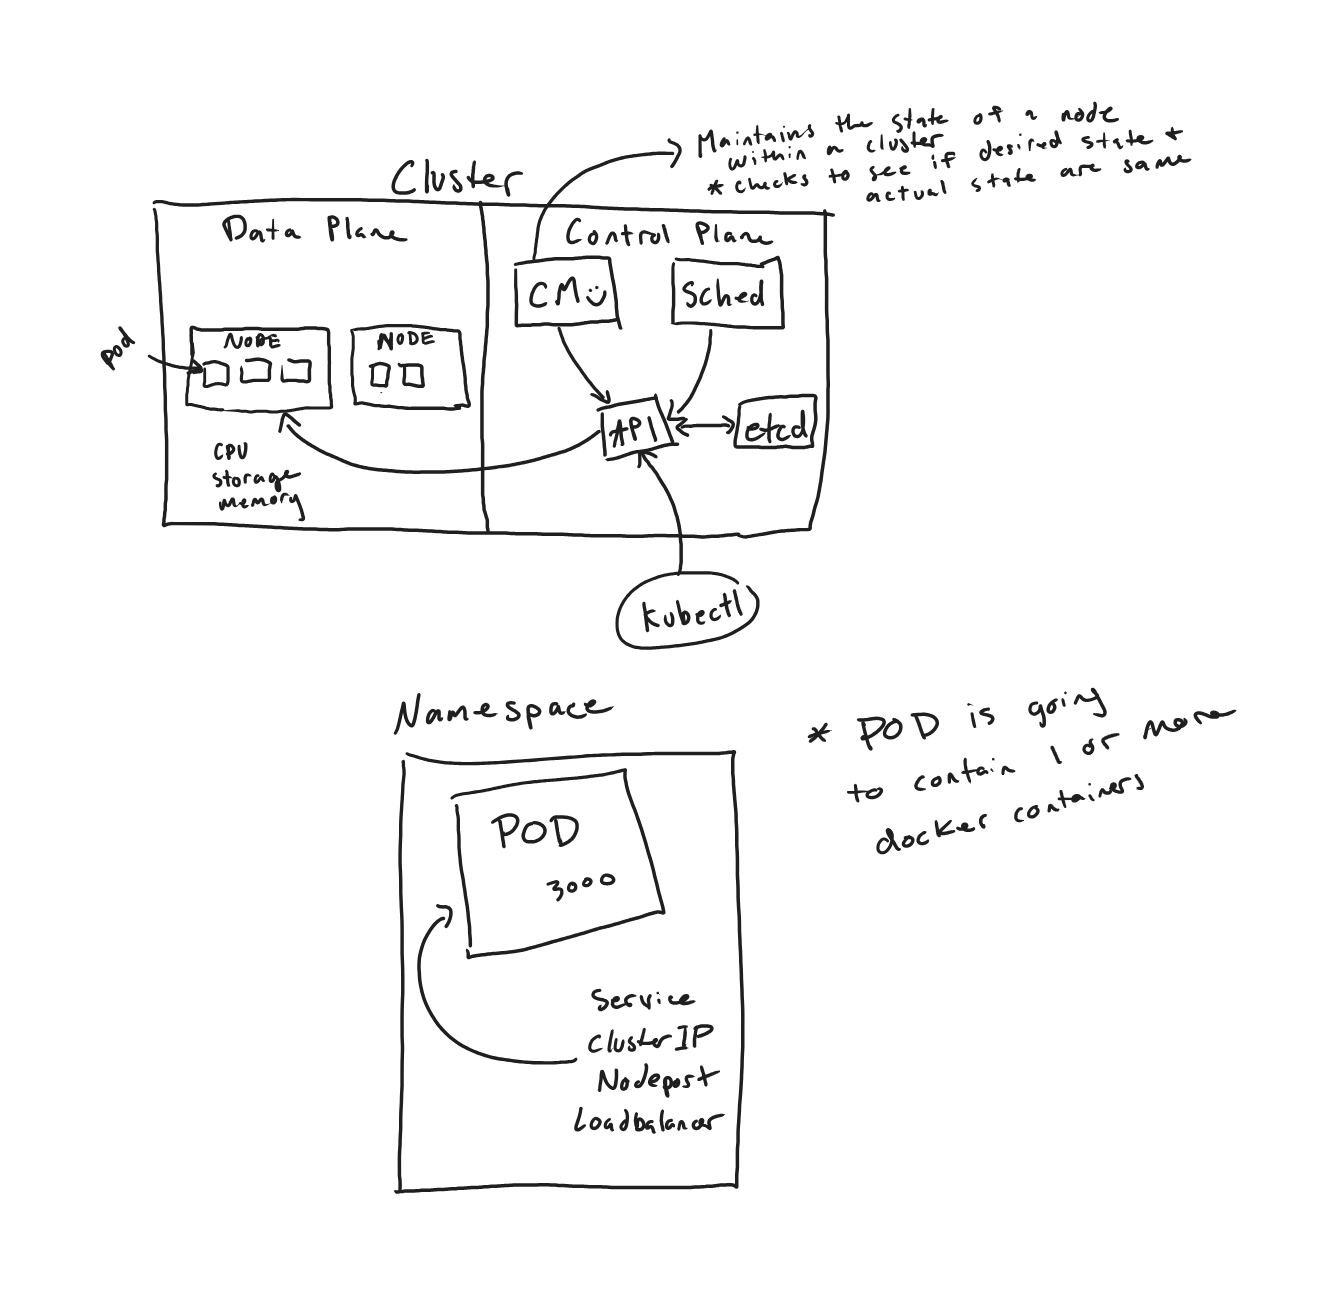 Maintains the state of a node
within a cluster
* checks to see if desired state +
actual state are same
Cluster
Data Plane
Control Plane
CM
Sched
Pod
NODE
NODE
API
etcd
CPU
storage
memory
Kubectl
Namespace
POD
3000
Service
ClusterIP
Nodeport
Loadbalancer
* POD is going
to contain 1 or more
docker containers